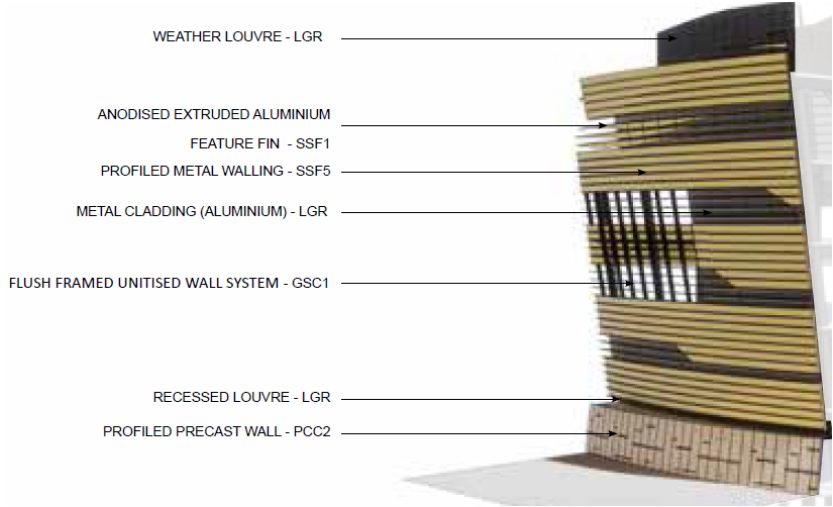 WEATHER LOUVRE - LGR
ANODISED EXTRUDED ALUMINIUM
FEATURE FIN - SSF1
PROFILED METAL WALLING - SSF5
METAL CLADDING (ALUMINIUM) - LGR
FLUSH FRAMED UNITISED WALL SYSTEM - GSC1
RECESSED LOUVRE - LGR
PROFILED PRECAST WALL - PCC2